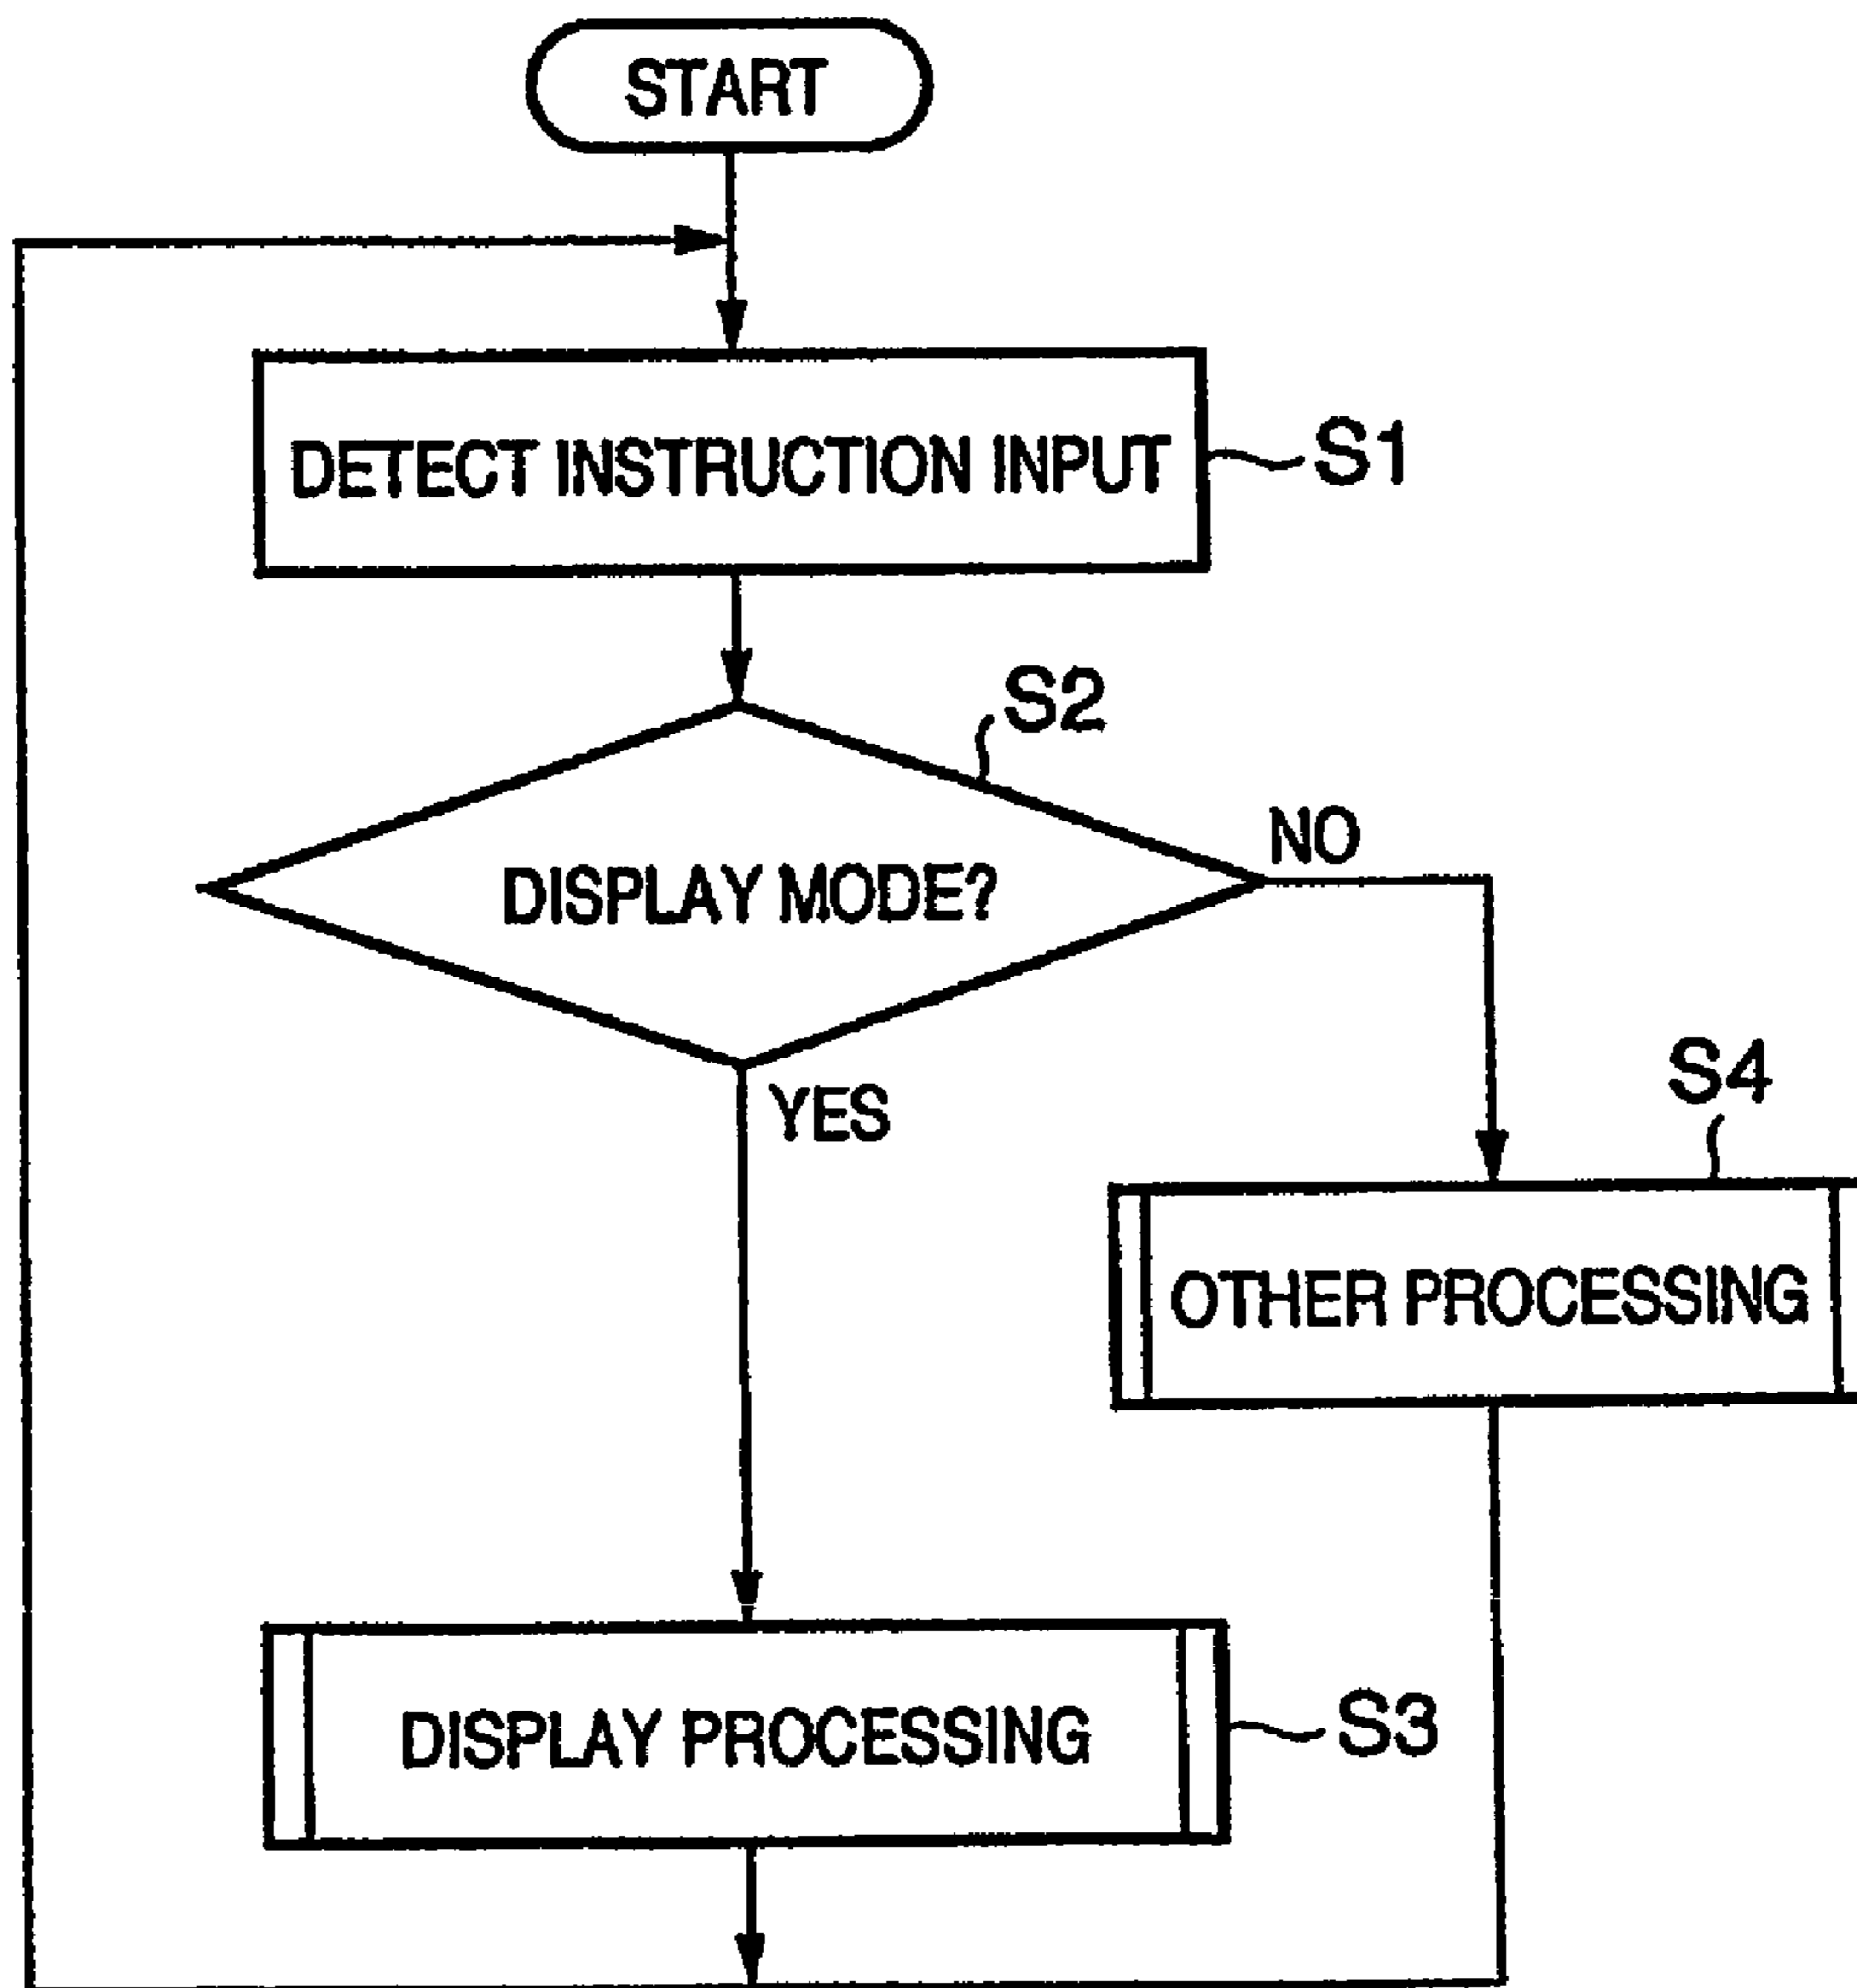 START
DETECT INSTRUCTION INPUT
S1
S2
DISPLAY MODE?
NO
YES
S4
OTHER PROCESSING
DISPLAY PROCESSING
S3